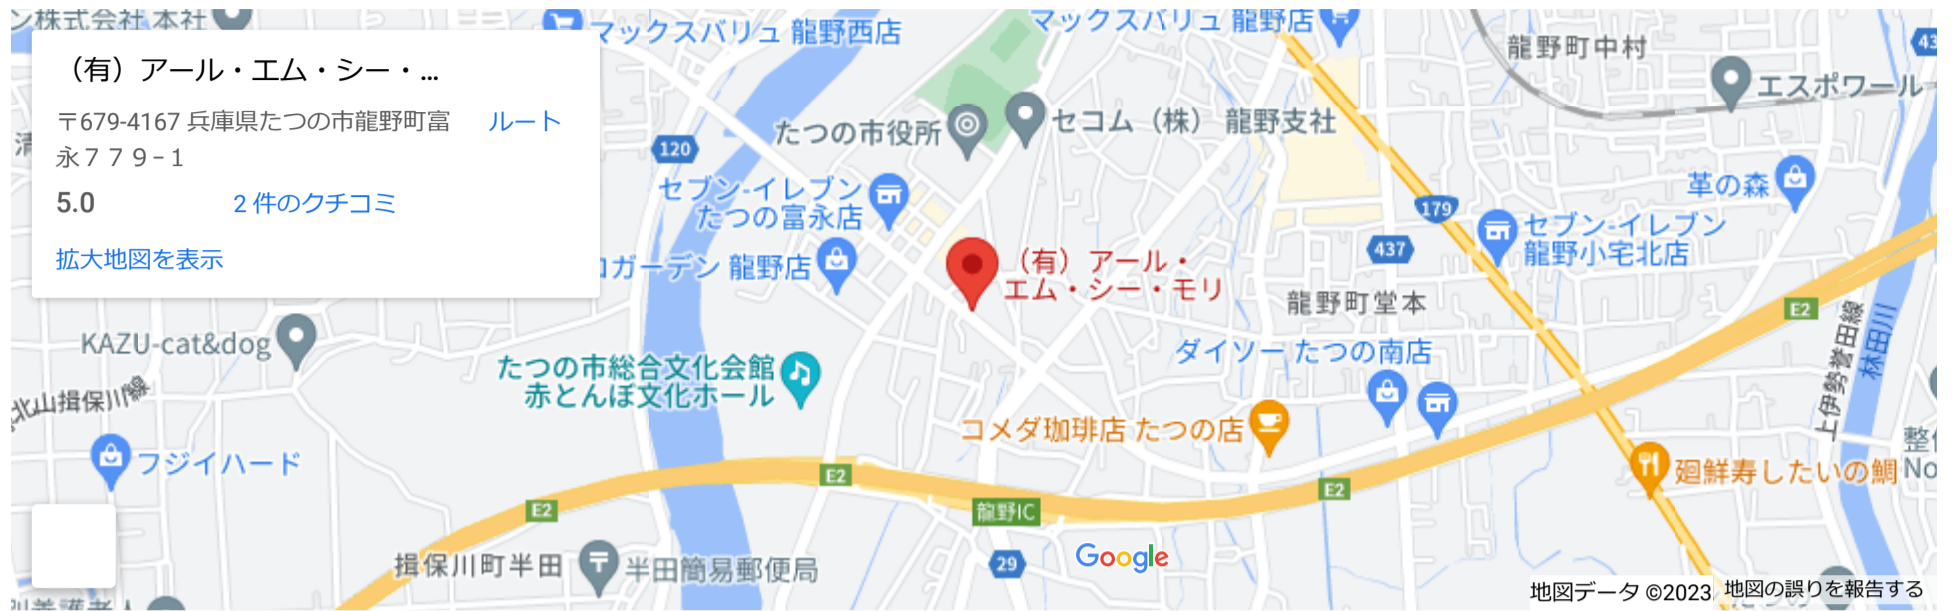 ン株式会社 本社
マックスバリュ 龍野西店
マックスバリュ 龍野店
龍野町中村
エスポワール
（有）アール・エム・シー・...
〒679-4167 兵庫県たつの市龍野町富
永７７９−１
ルート
5.0
2 件のクチコミ
拡大地図を表示
120
たつの市役所
セコム（株） 龍野支社
セブン-イレブン
たつの富永店
ロガーデン 龍野店
（有）アール・
エム・シー・モリ
179
437
革の森
セブン-イレブン
龍野小宅北店
龍野町堂本
E2
上伊勢誉田線
林田川
KAZU-cat&dog
北山揖保川線
たつの市総合文化会館
赤とんぼ文化ホール
ダイソー たつの南店
コメダ珈琲店 たつの店
フジイハード
E2
E2
E2
龍野IC
廻鮮寿したいの鯛
揖保川町半田
半田簡易郵便局
29
Google
地図データ ©2023
地図の誤りを報告する